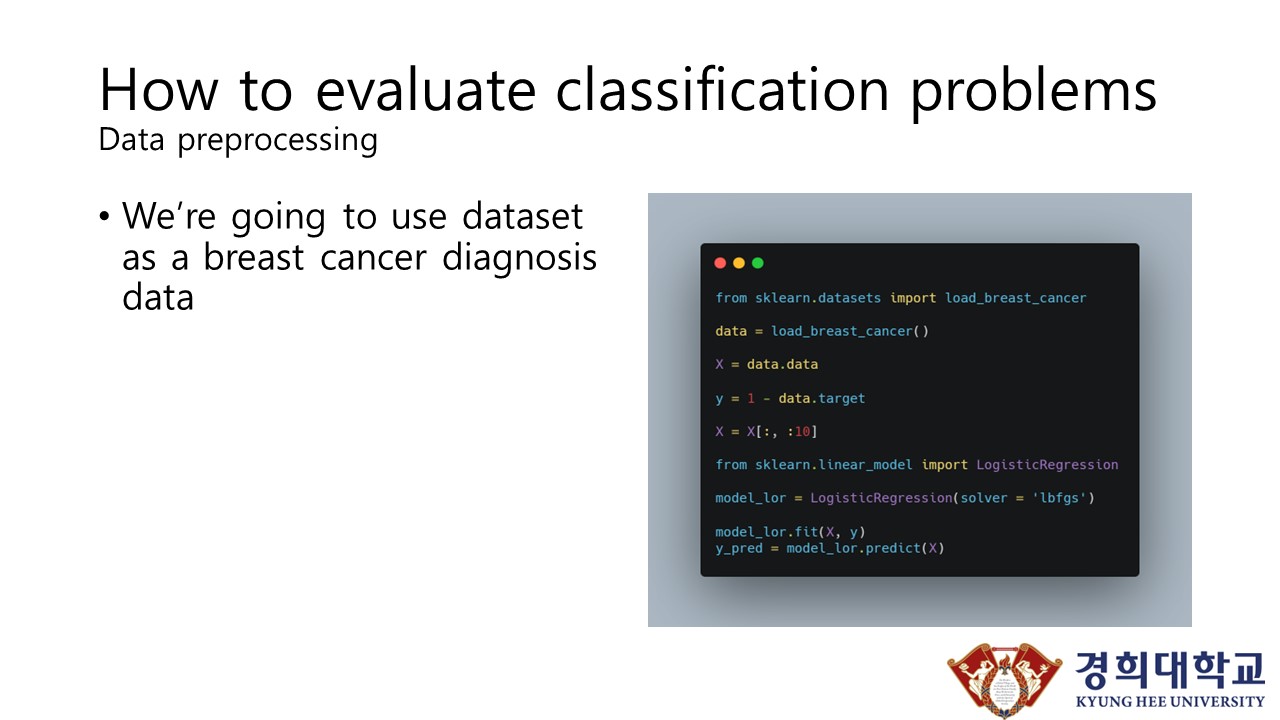 How to evaluate classification problems
Data preprocessing
• We’re going to use dataset
as a breast cancer diagnosis
data
from sklearn.datasets import load_breast_cancer
data = load_breast_cancer()
X = data.data
y = 1 - data.target
X = X[:, :10]
from sklearn.linear_model import LogisticRegression
model_lor = LogisticRegression(solver = 'lbfgs')
model_lor.fit(X, y)
y_pred = model_lor.predict(X)
경희대학교
KYUNG HEE UNIVERSITY